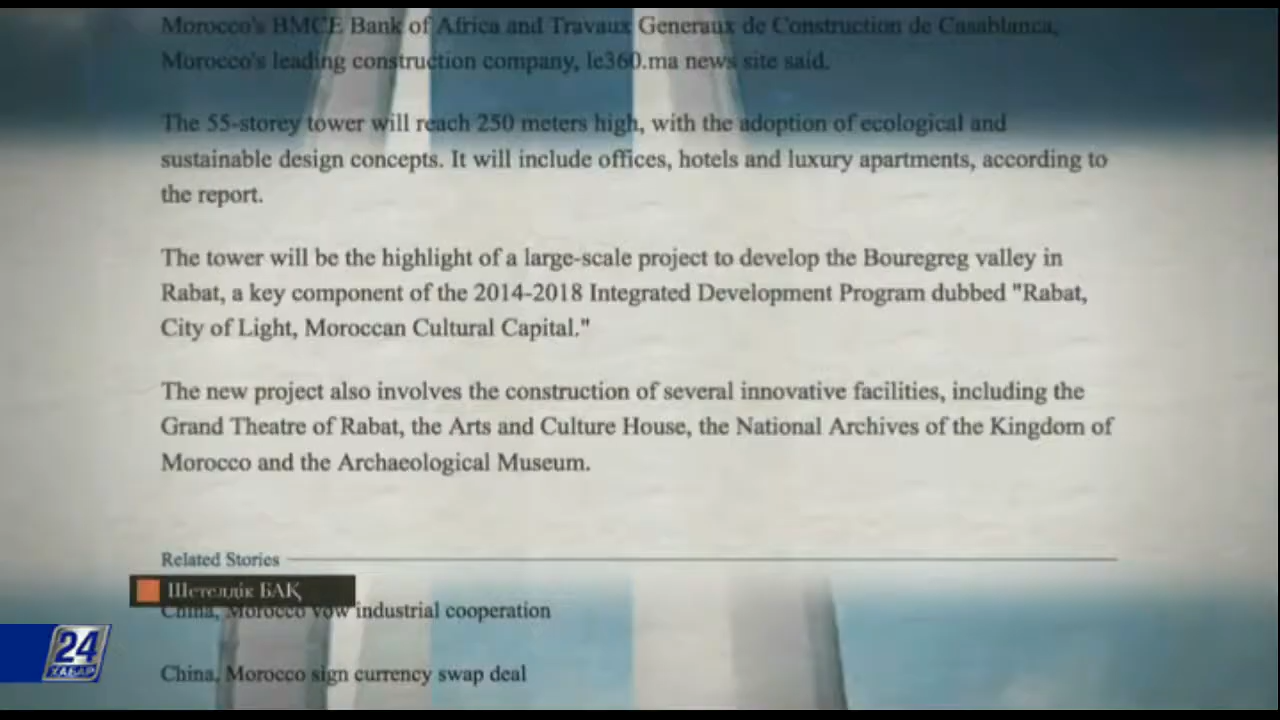 Morocco's BMCE Bank of Africa and Travaux Generaux de Construction de Casablanca,
Morocco's leading construction company, le360.ma news site said.
The 55-storey tower will reach 250 meters high, with the adoption of ecological and
sustainable design concepts. It will include offices, hotels and luxury apartments, according to
the report.
The tower will be the highlight of a large-scale project to develop the Bouregreg valley in
Rabat, a key component of the 2014-2018 Integrated Development Program dubbed "Rabat,
City of Light, Moroccan Cultural Capital."
The new project also involves the construction of several innovative facilities, including the
Grand Theatre of Rabat, the Arts and Culture House, the National Archives of the Kingdom of
Morocco and the Archaeological Museum.
Related Stories
Шетелдік БАҚ
China, Morocco vow industrial cooperation
24
ХАБАР
China, Morocco sign currency swap deal